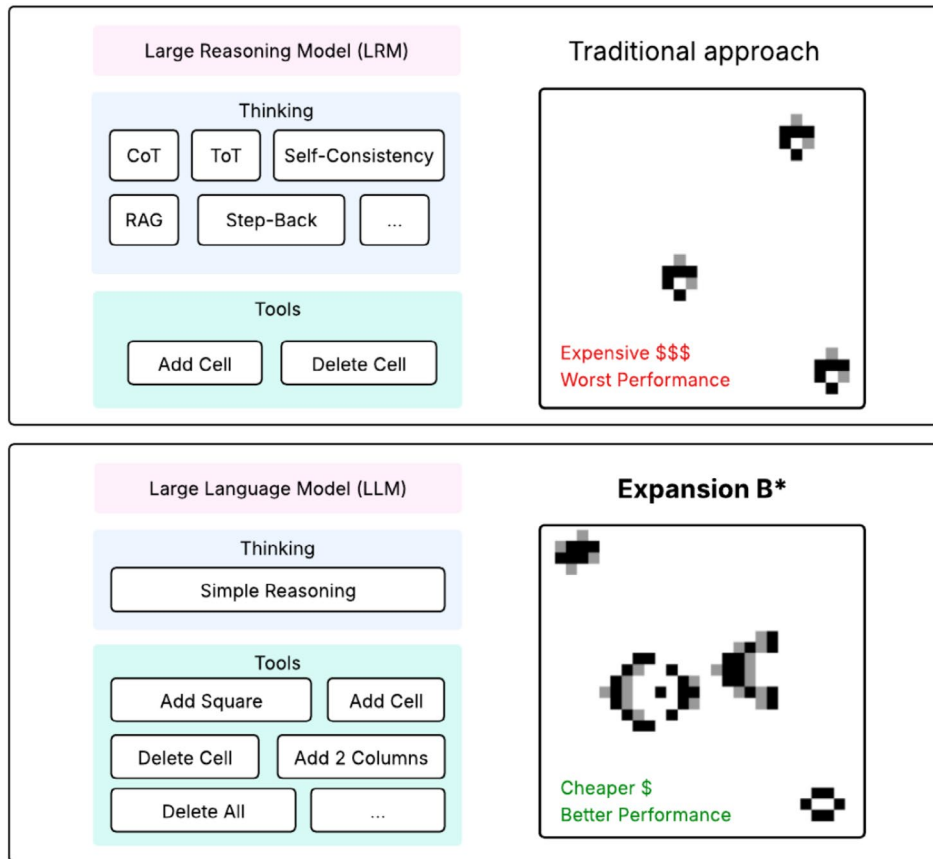 Large Reasoning Model (LRM)
Traditional approach
Thinking
CoT
ToT
Self-Consistency
RAG
Step-Back
...
Tools
Add Cell
Delete Cell
Expensive $$$
Worst Performance
Large Language Model (LLM)
Expansion B*
Thinking
Simple Reasoning
Tools
Add Square
Add Cell
Delete Cell
Add 2 Columns
Delete All
...
Cheaper $
Better Performance